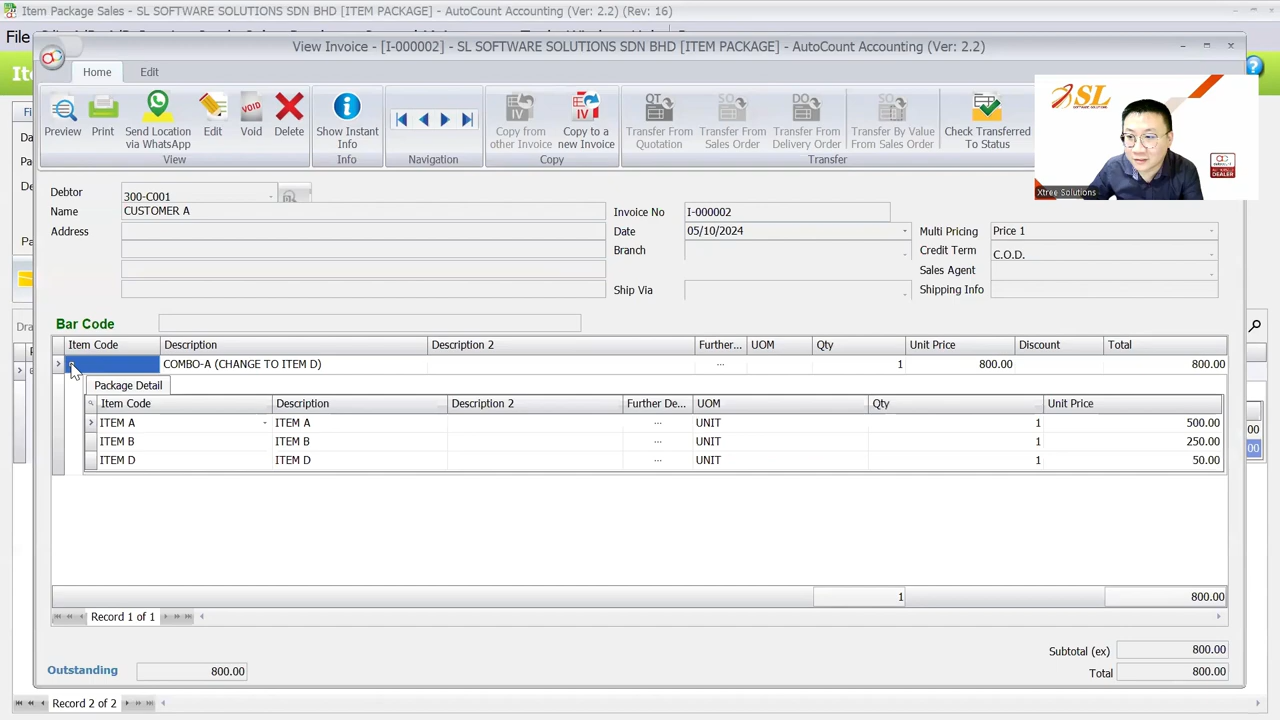 Item Package Sales - SL SOFTWARE SOLUTIONS SDN BHD [ITEM PACKAGE] - AutoCount Accounting (Ver: 2.2) (Rev: 16)
File
View Invoice - [I-000002] - SL SOFTWARE SOLUTIONS SDN BHD [ITEM PACKAGE] - AutoCount Accounting (Ver: 2.2)
Home Edit
Preview Print Send Location via WhatsApp Edit Void Delete Show Instant Info Copy from other Invoice Copy to a new Invoice Transfer From Quotation Transfer From Sales Order Transfer From Delivery Order Transfer By Value From Sales Order Check Transferred To Status
View Info Navigation Copy Transfer
SL
DEALER
Xtree Solutions
Debtor 300-C001
Name CUSTOMER A Invoice No I-000002
Address Date 05/10/2024 Multi Pricing Price 1
Branch Credit Term C.O.D.
Sales Agent
Ship Via Shipping Info
Bar Code
Item Code Description Description 2 Further... UOM Qty Unit Price Discount Total
COMBO-A (CHANGE TO ITEM D) ... 1 800.00 800.00
Package Detail
Item Code Description Description 2 Further De... UOM Qty Unit Price
ITEM A ITEM A ... UNIT 1 500.00
ITEM B ITEM B ... UNIT 1 250.00
ITEM D ITEM D ... UNIT 1 50.00
1 800.00
Record 1 of 1
Subtotal (ex) 800.00
Outstanding 800.00 Total 800.00
Record 2 of 2